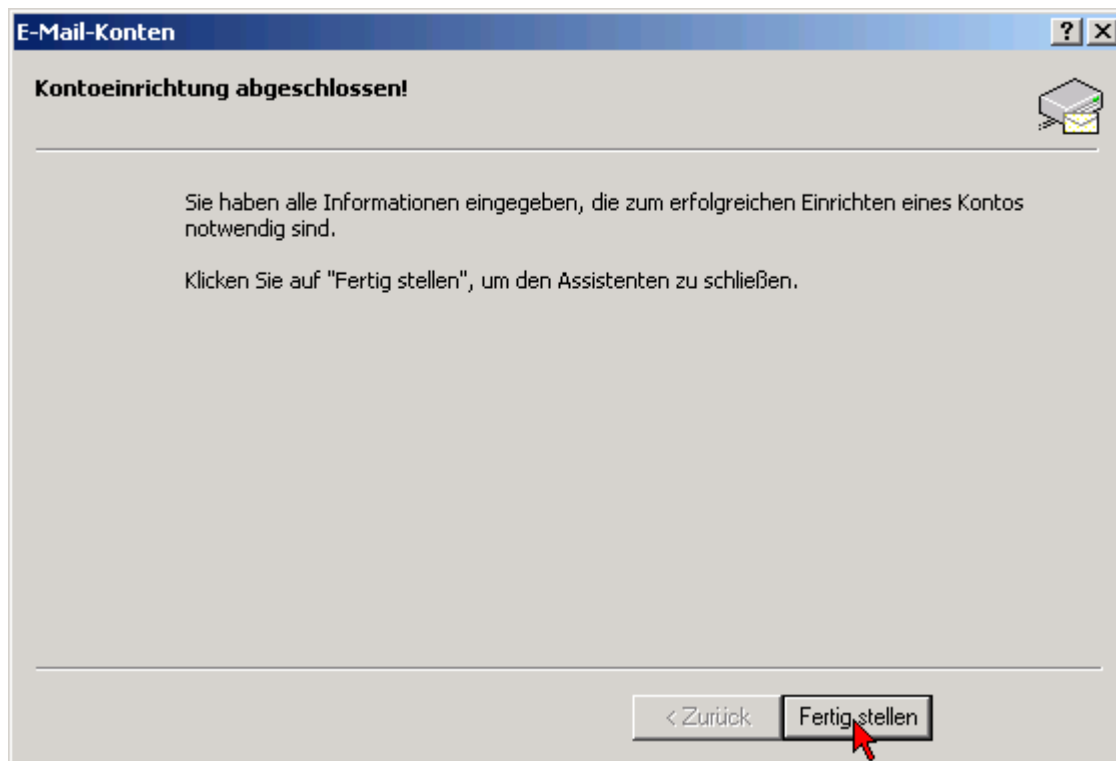 E-Mail-Konten
Kontoeinrichtung abgeschlossen!
Sie haben alle Informationen eingegeben, die zum erfolgreichen Einrichten eines Kontos
notwendig sind.
Klicken Sie auf "Fertig stellen", um den Assistenten zu schließen.
< Zurück
Fertig stellen